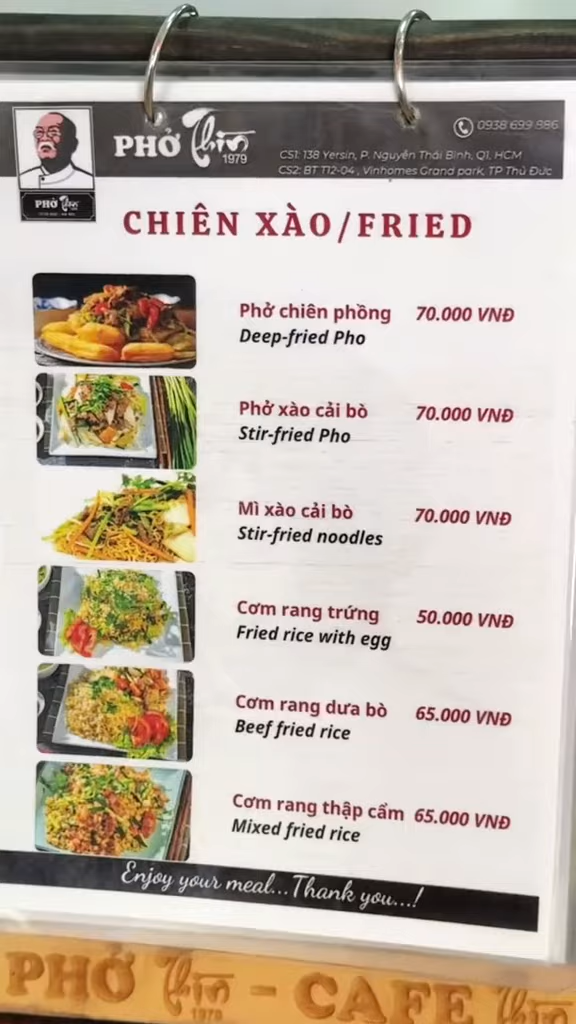 PHỞ Thìn
1979
0938 699 886
CS1: 138 Yersin, P. Nguyễn Thái Bình, Q1, HCM
CS2: BT T12-04 , Vinhomes Grand park, TP Thủ Đức
PHỞ Thìn
CHIÊN XÀO/FRIED
Phở chiên phồng 70.000 VNĐ
Deep-fried Pho
Phở xào cải bò 70.000 VNĐ
Stir-fried Pho
Mì xào cải bò 70.000 VNĐ
Stir-fried noodles
Cơm rang trứng 50.000 VNĐ
Fried rice with egg
Cơm rang dưa bò 65.000 VNĐ
Beef fried rice
Cơm rang thập cẩm 65.000 VNĐ
Mixed fried rice
Enjoy your meal...Thank you...!
PHỞ Thìn - CAFE Thìn
1979